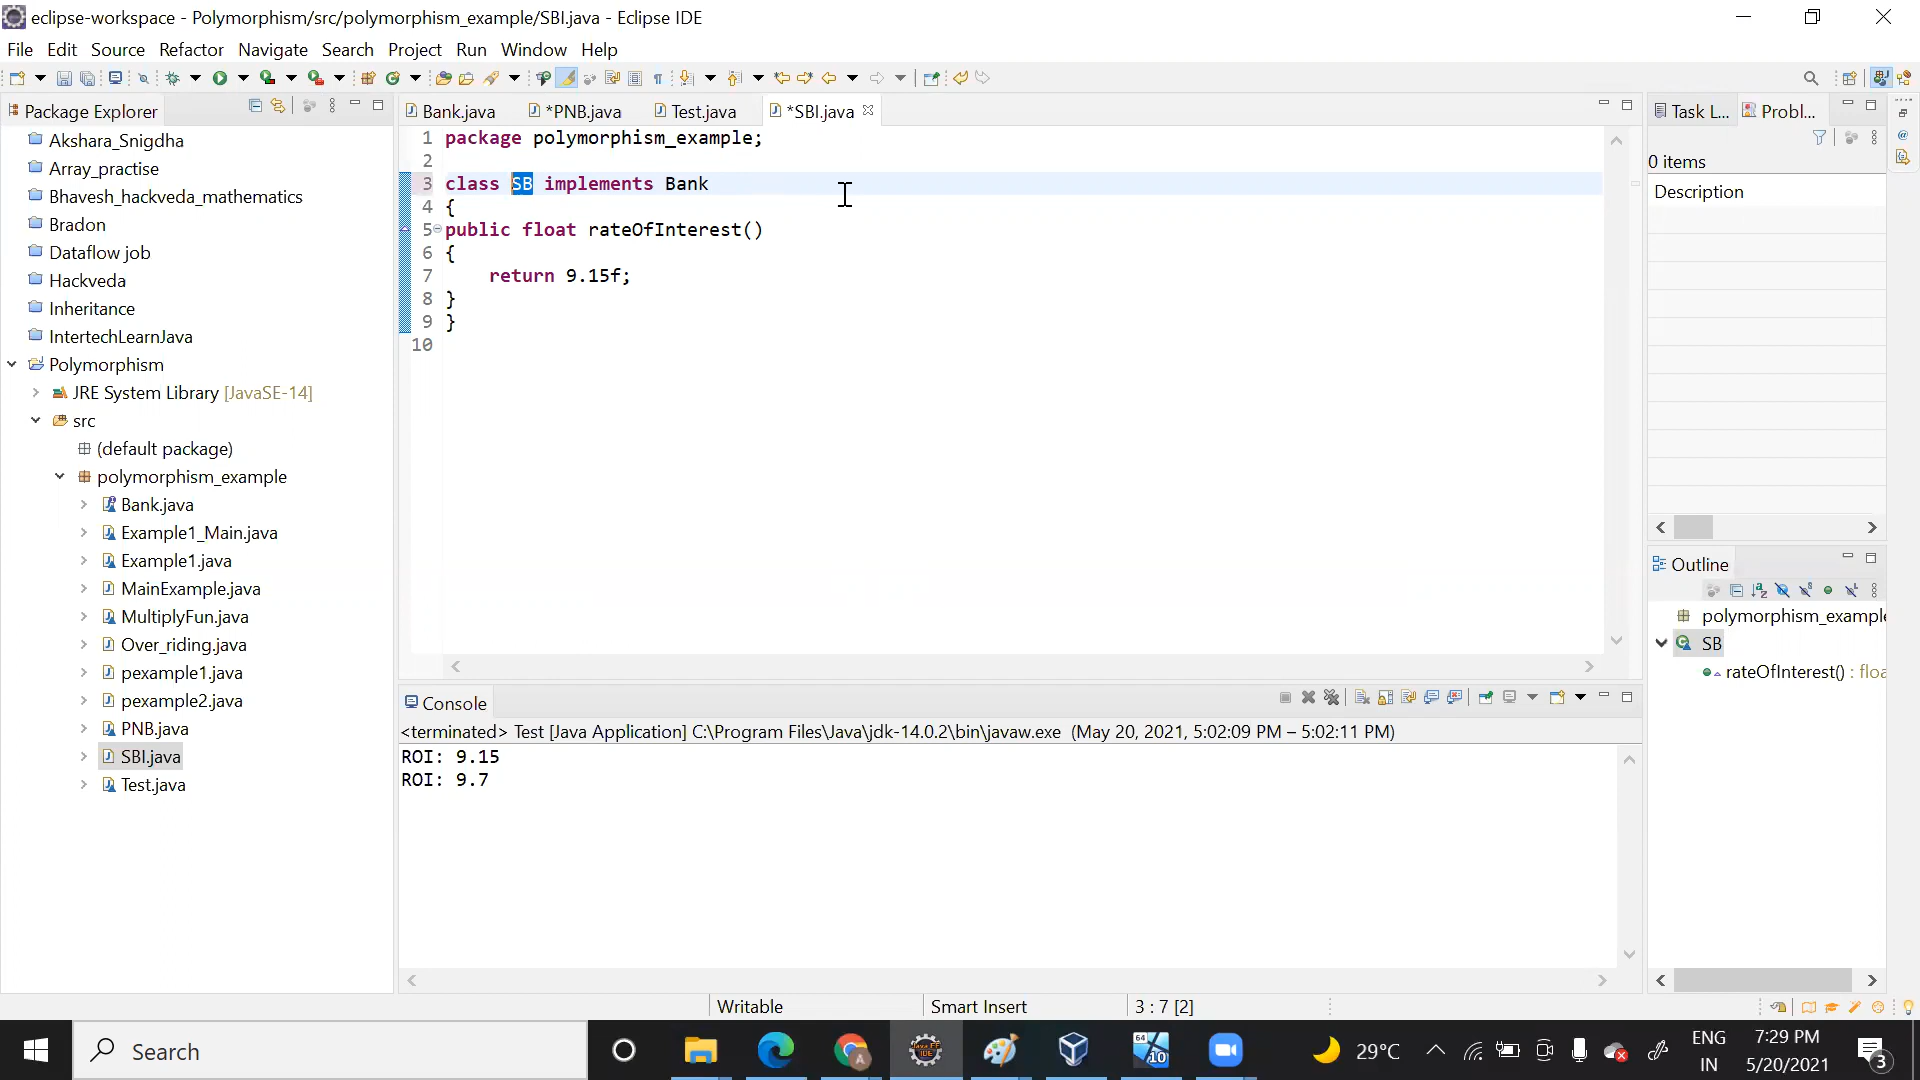 eclipse-workspace - Polymorphism/src/polymorphism_example/SBI.java - Eclipse IDE
File Edit Source Refactor Navigate Search Project Run Window Help
Package Explorer
Akshara_Snigdha
Array_practise
Bhavesh_hackveda_mathematics
Bradon
Dataflow job
Hackveda
Inheritance
IntertechLearnJava
Polymorphism
JRE System Library [JavaSE-14]
src
(default package)
polymorphism_example
Bank.java
Example1_Main.java
Example1.java
MainExample.java
MultiplyFun.java
Over_riding.java
pexample1.java
pexample2.java
PNB.java
SBI.java
Test.java
Bank.java *PNB.java Test.java *SBI.java
1 package polymorphism_example;
2
3 class SB implements Bank
4 {
5 public float rateOfInterest()
6 {
7 return 9.15f;
8 }
9 }
10
Console
<terminated> Test [Java Application] C:\Program Files\Java\jdk-14.0.2\bin\javaw.exe (May 20, 2021, 5:02:09 PM – 5:02:11 PM)
ROI: 9.15
ROI: 9.7
Task L... Probl...
0 items
Description
Outline
polymorphism_example
SB
rateOfInterest() : floa
Writable Smart Insert 3 : 7 [2]
Search
29°C
ENG
IN
7:29 PM
5/20/2021
3